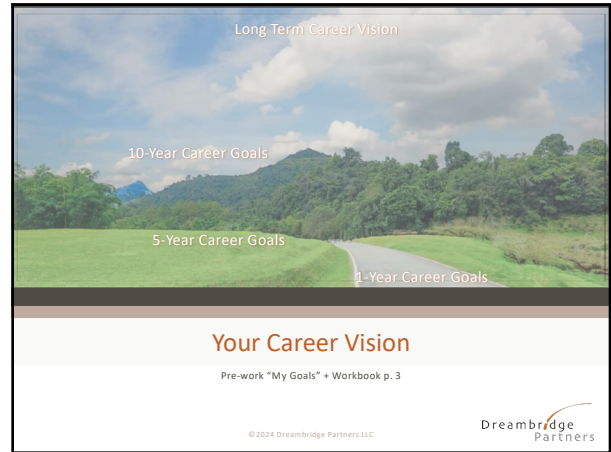 Long Term Career Vision
10-Year Career Goals
5-Year Career Goals
1-Year Career Goals
Your Career Vision
Pre-work “My Goals” + Workbook p. 3
©2024 Dreambridge Partners LLC
Dreambridge
Partners